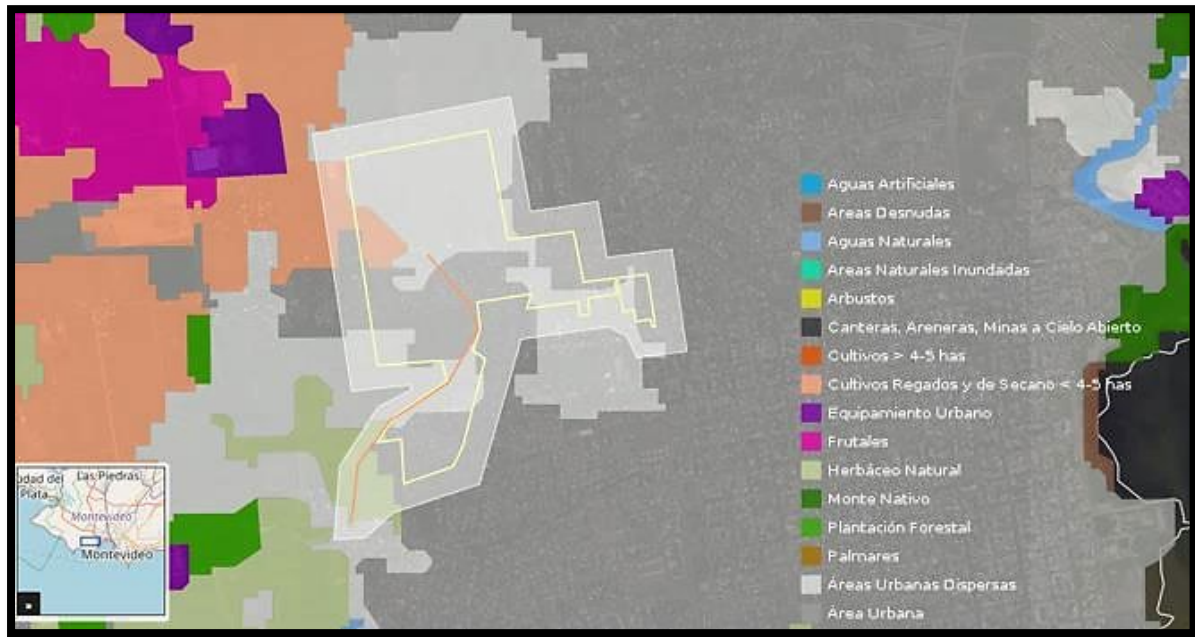 Aguas Artificiales
Areas Desnudas
Aguas Naturales
Areas Naturales Inundadas
Arbustos
Canteras, Areneras, Minas a Cielo Abierto
Cultivos > 4-5 has
Cultivos Regados y de Secano < 4-5 has
Equipamiento Urbano
Frutales
Herbáceo Natural
Monte Nativo
Plantación Forestal
Palmares
Áreas Urbanas Dispersas
Área Urbana
udad del
Plata
Las Piedras
Montevideo
Montevideo
»